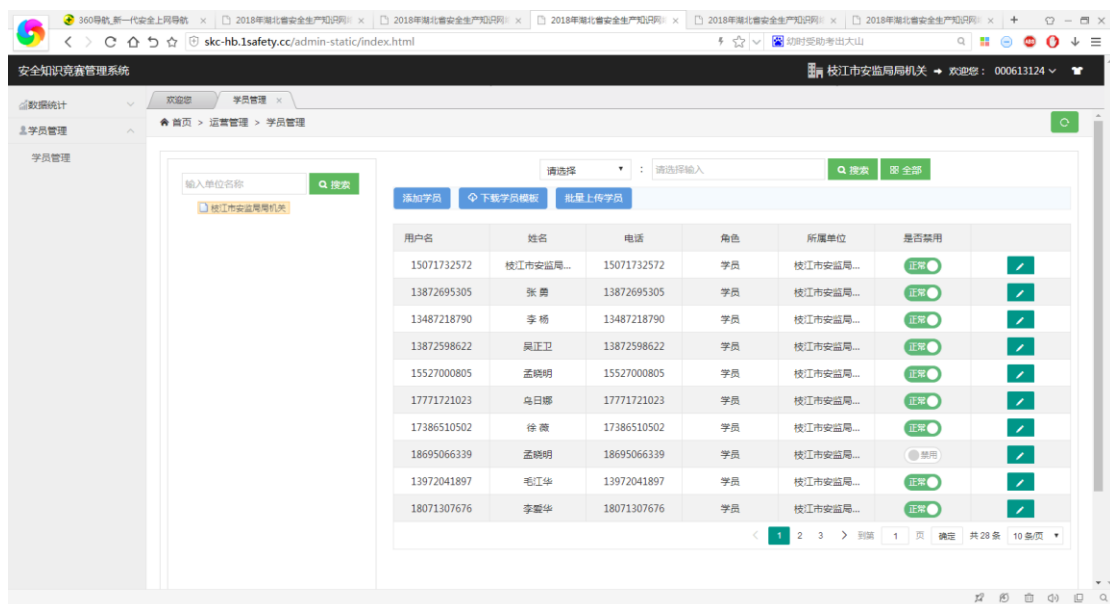 360导航_新一代安全上网导航 × 2018年湖北省安全生产知识网 × 2018年湖北省安全生产知识网 × 2018年湖北省安全生产知识网 × 2018年湖北省安全生产知识网 × 2018年湖北省安全生产知识网 × +
skc-hb.1safety.cc/admin-static/index.html 幼时受助考出大山
安全知识竞赛管理系统 枝江市安监局局机关 欢迎您： 000613124
数据统计 欢迎您 学员管理 ×
学员管理 首页 > 运营管理 > 学员管理
学员管理
输入单位名称 搜索 请选择 : 请选择输入 搜索 全部
枝江市安监局局机关 添加学员 下载学员模板 批量上传学员
用户名 姓名 电话 角色 所属单位 是否禁用
15071732572 枝江市安监局... 15071732572 学员 枝江市安监局... 正常
13872695305 张勇 13872695305 学员 枝江市安监局... 正常
13487218790 李杨 13487218790 学员 枝江市安监局... 正常
13872598622 吴正卫 13872598622 学员 枝江市安监局... 正常
15527000805 孟晓明 15527000805 学员 枝江市安监局... 正常
17771721023 乌日娜 17771721023 学员 枝江市安监局... 正常
17386510502 徐薇 17386510502 学员 枝江市安监局... 正常
18695066339 孟晓明 18695066339 学员 枝江市安监局... 禁用
13972041897 毛江华 13972041897 学员 枝江市安监局... 正常
18071307676 李爱华 18071307676 学员 枝江市安监局... 正常
1 2 3 到第 1 页 确定 共28条 10条/页